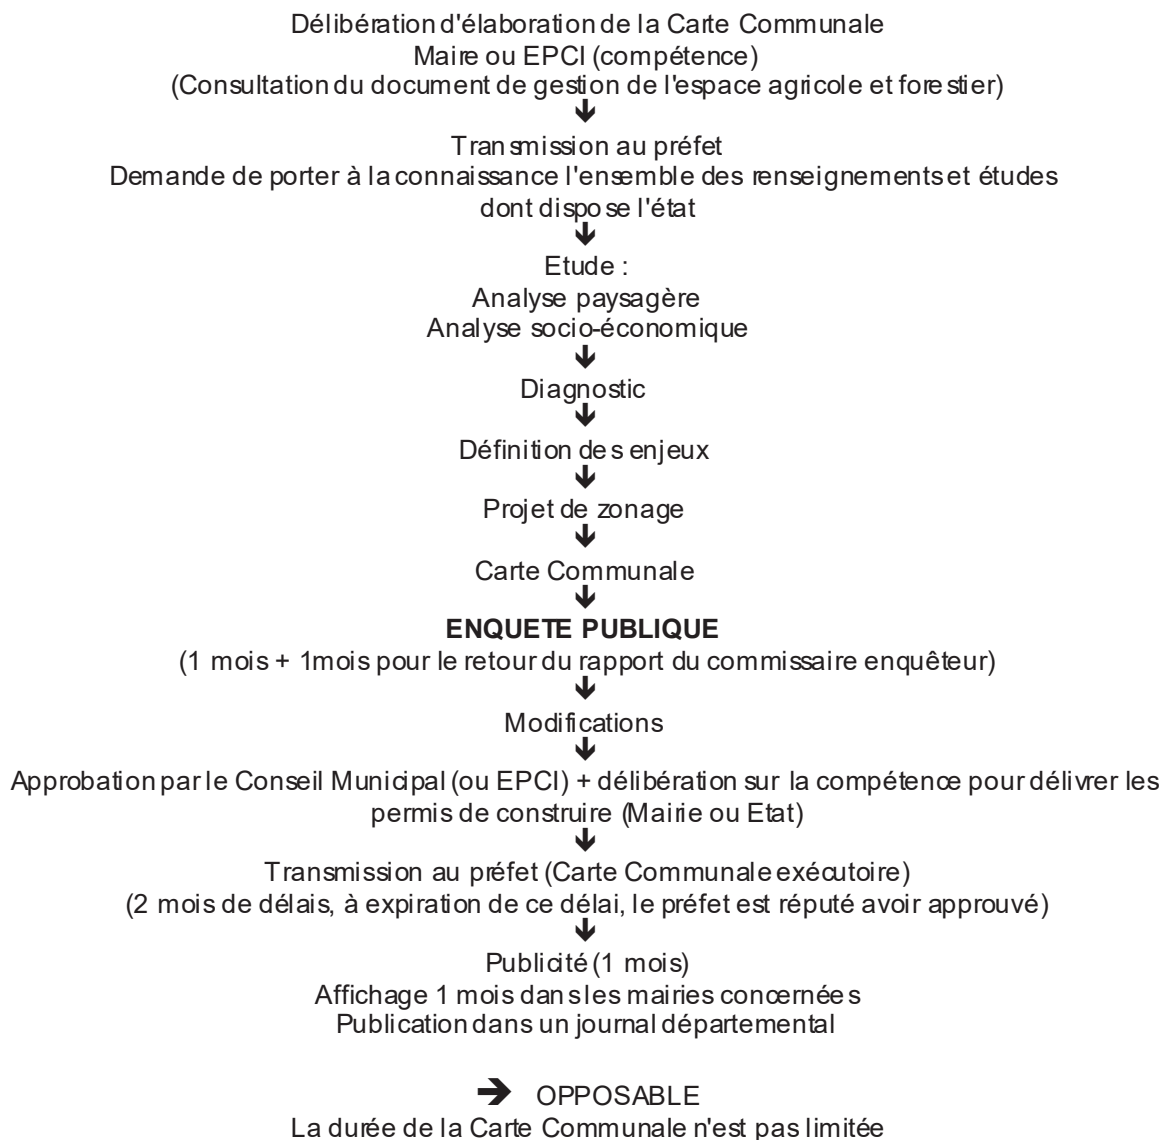 Délibération d'élaboration de la Carte Communale
Maire ou EPCI (compétence)
(Consultation du document de gestion de l'espace agricole et forestier)
Transmission au préfet
Demande de porter à la connaissance l'ensemble des renseignements et études
dont dispose l'état
Etude :
Analyse paysagère
Analyse socio-économique
Diagnostic
Définition des enjeux
Projet de zonage
Carte Communale
ENQUETE PUBLIQUE
(1 mois + 1mois pour le retour du rapport du commissaire enquêteur)
Modifications
Approbation par le Conseil Municipal (ou EPCI) + délibération sur la compétence pour délivrer les
permis de construire (Mairie ou Etat)
Transmission au préfet (Carte Communale exécutoire)
(2 mois de délais, à expiration de ce délai, le préfet est réputé avoir approuvé)
Publicité (1 mois)
Affichage 1 mois dans les mairies concernées
Publication dans un journal départemental
➔ OPPOSABLE
La durée de la Carte Communale n'est pas limitée